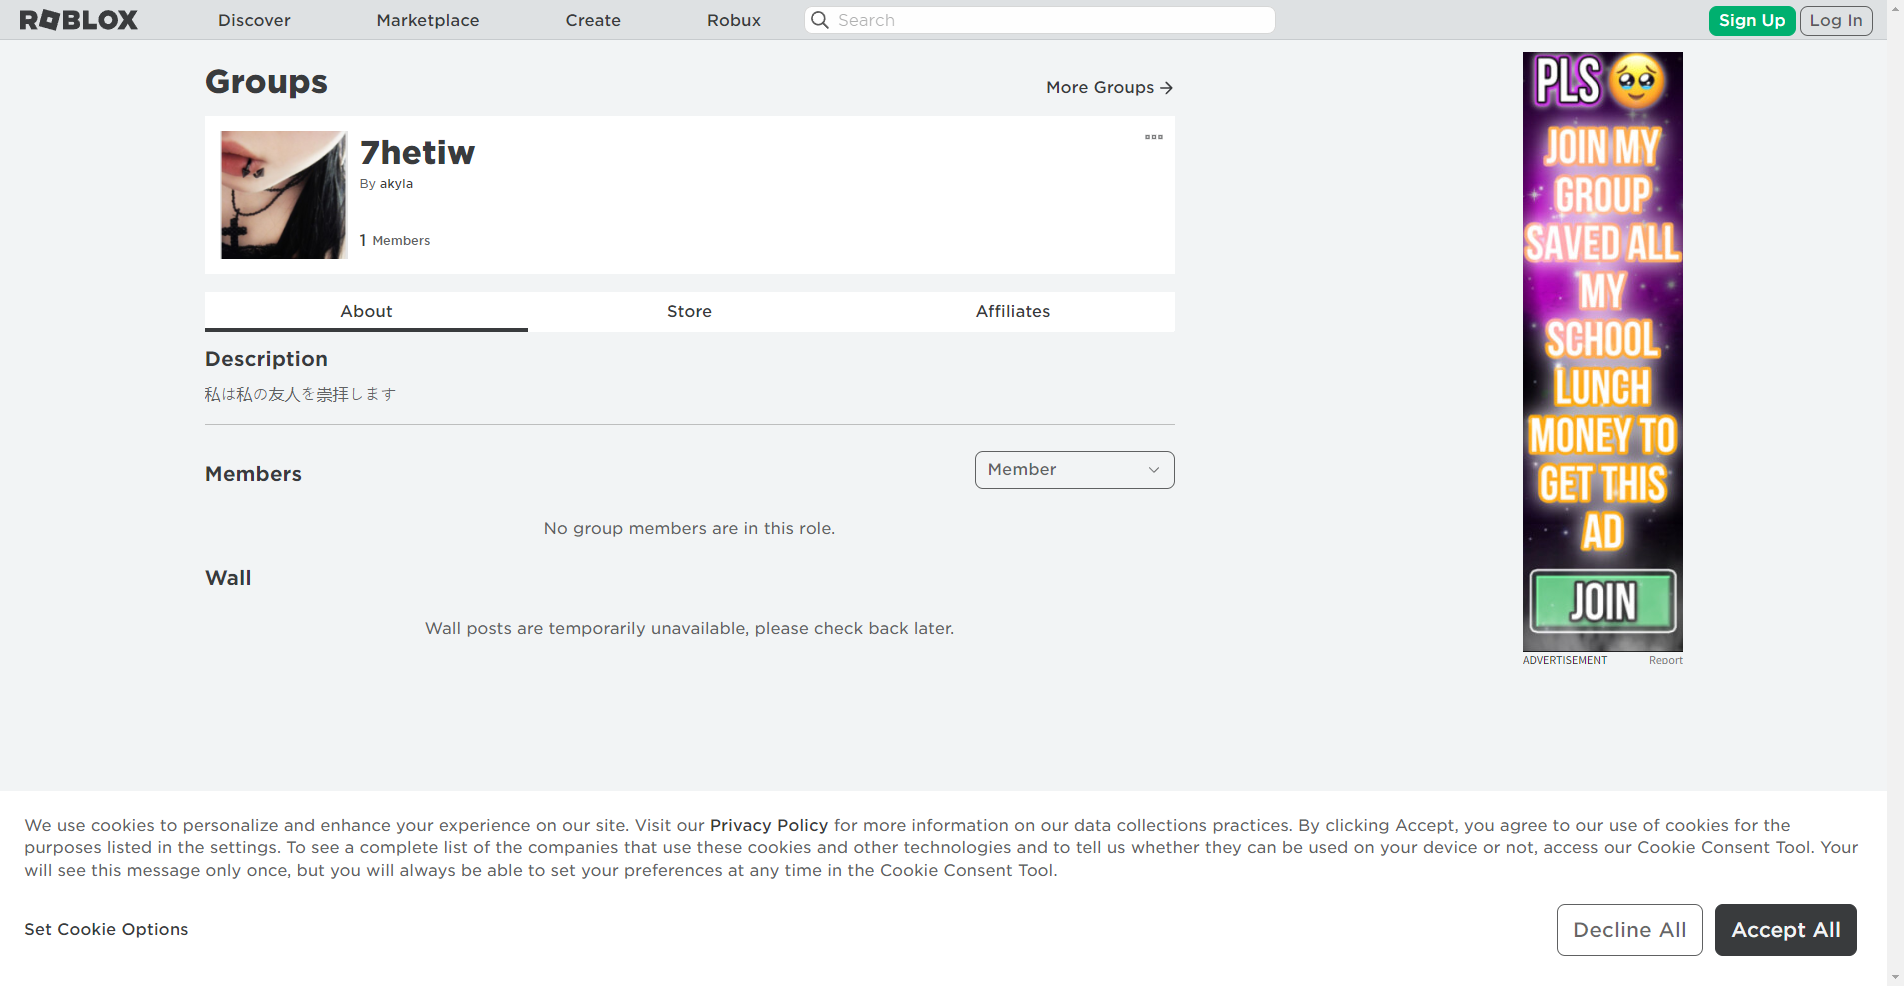 ROBLOX
Discover
Marketplace
Create
Robux
Search
Sign Up
Log In
Groups
More Groups
7hetiw
By akyla
1 Members
About
Store
Affiliates
Description
私は私の友人を崇拝します
Members
Member
No group members are in this role.
Wall
Wall posts are temporarily unavailable, please check back later.
PLS
JOIN MY
GROUP
SAVED ALL
MY
SCHOOL
LUNCH
MONEY TO
GET THIS
AD
JOIN
ADVERTISEMENT
Report
We use cookies to personalize and enhance your experience on our site. Visit our Privacy Policy for more information on our data collections practices. By clicking Accept, you agree to our use of cookies for the
purposes listed in the settings. To see a complete list of the companies that use these cookies and other technologies and to tell us whether they can be used on your device or not, access our Cookie Consent Tool. Your
will see this message only once, but you will always be able to set your preferences at any time in the Cookie Consent Tool.
Set Cookie Options
Decline All
Accept All